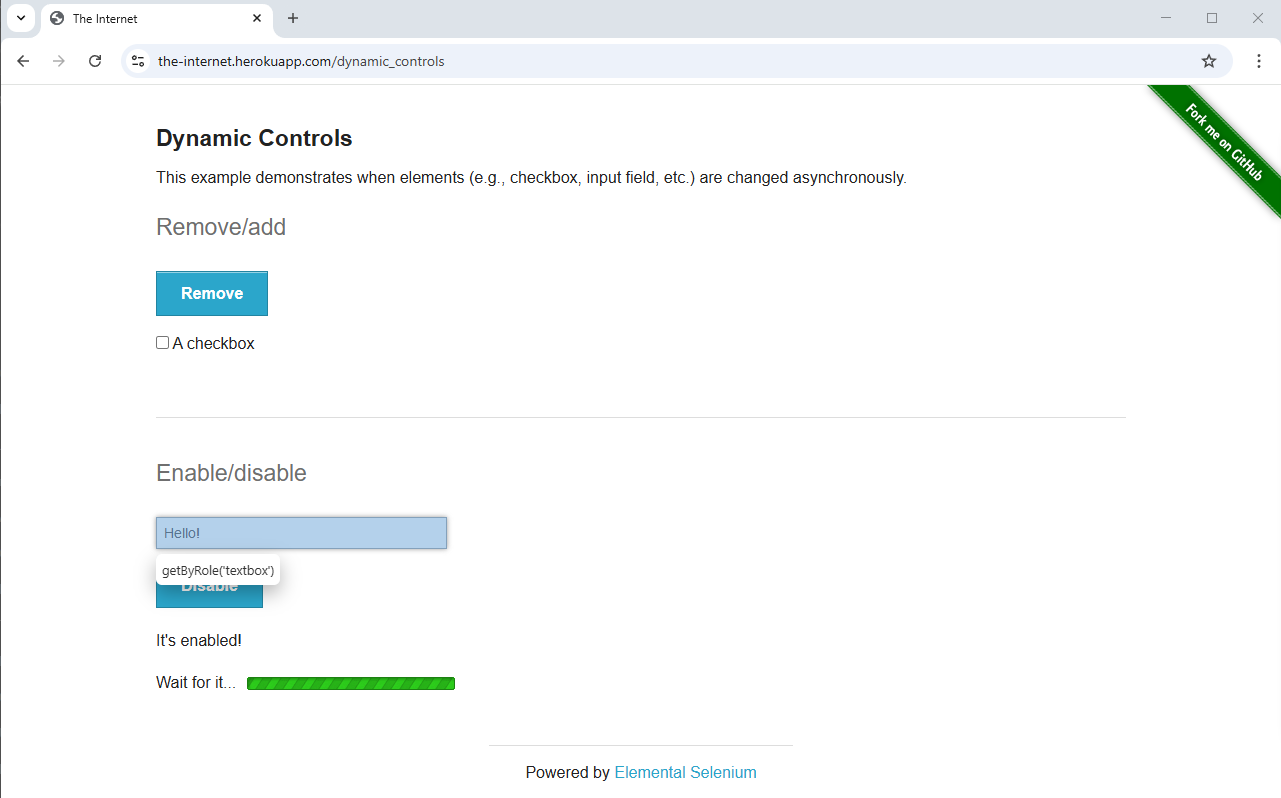 The Internet
the-internet.herokuapp.com/dynamic_controls
Fork me on GitHub
Dynamic Controls
This example demonstrates when elements (e.g., checkbox, input field, etc.) are changed asynchronously.
Remove/add
Remove
A checkbox
Enable/disable
Hello!
getByRole('textbox')
Disable
It's enabled!
Wait for it...
Powered by Elemental Selenium